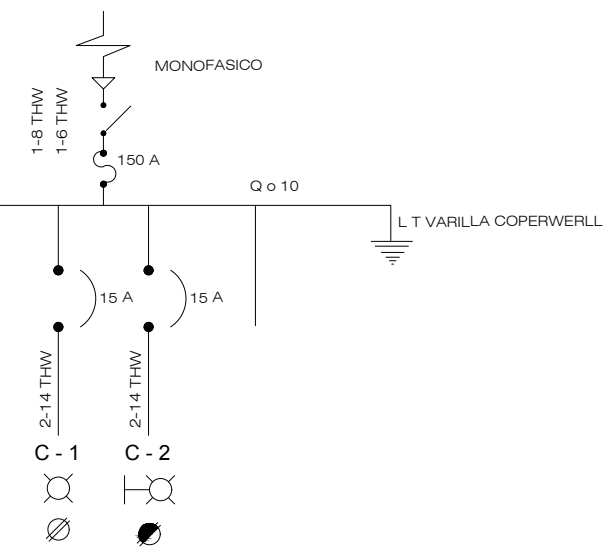 MONOFASICO
1-8 THW
1-6 THW
150 A
Q o 10
L T VARILLA COPERWERLL
15 A
15 A
2-14 THW
2-14 THW
C - 1
C - 2